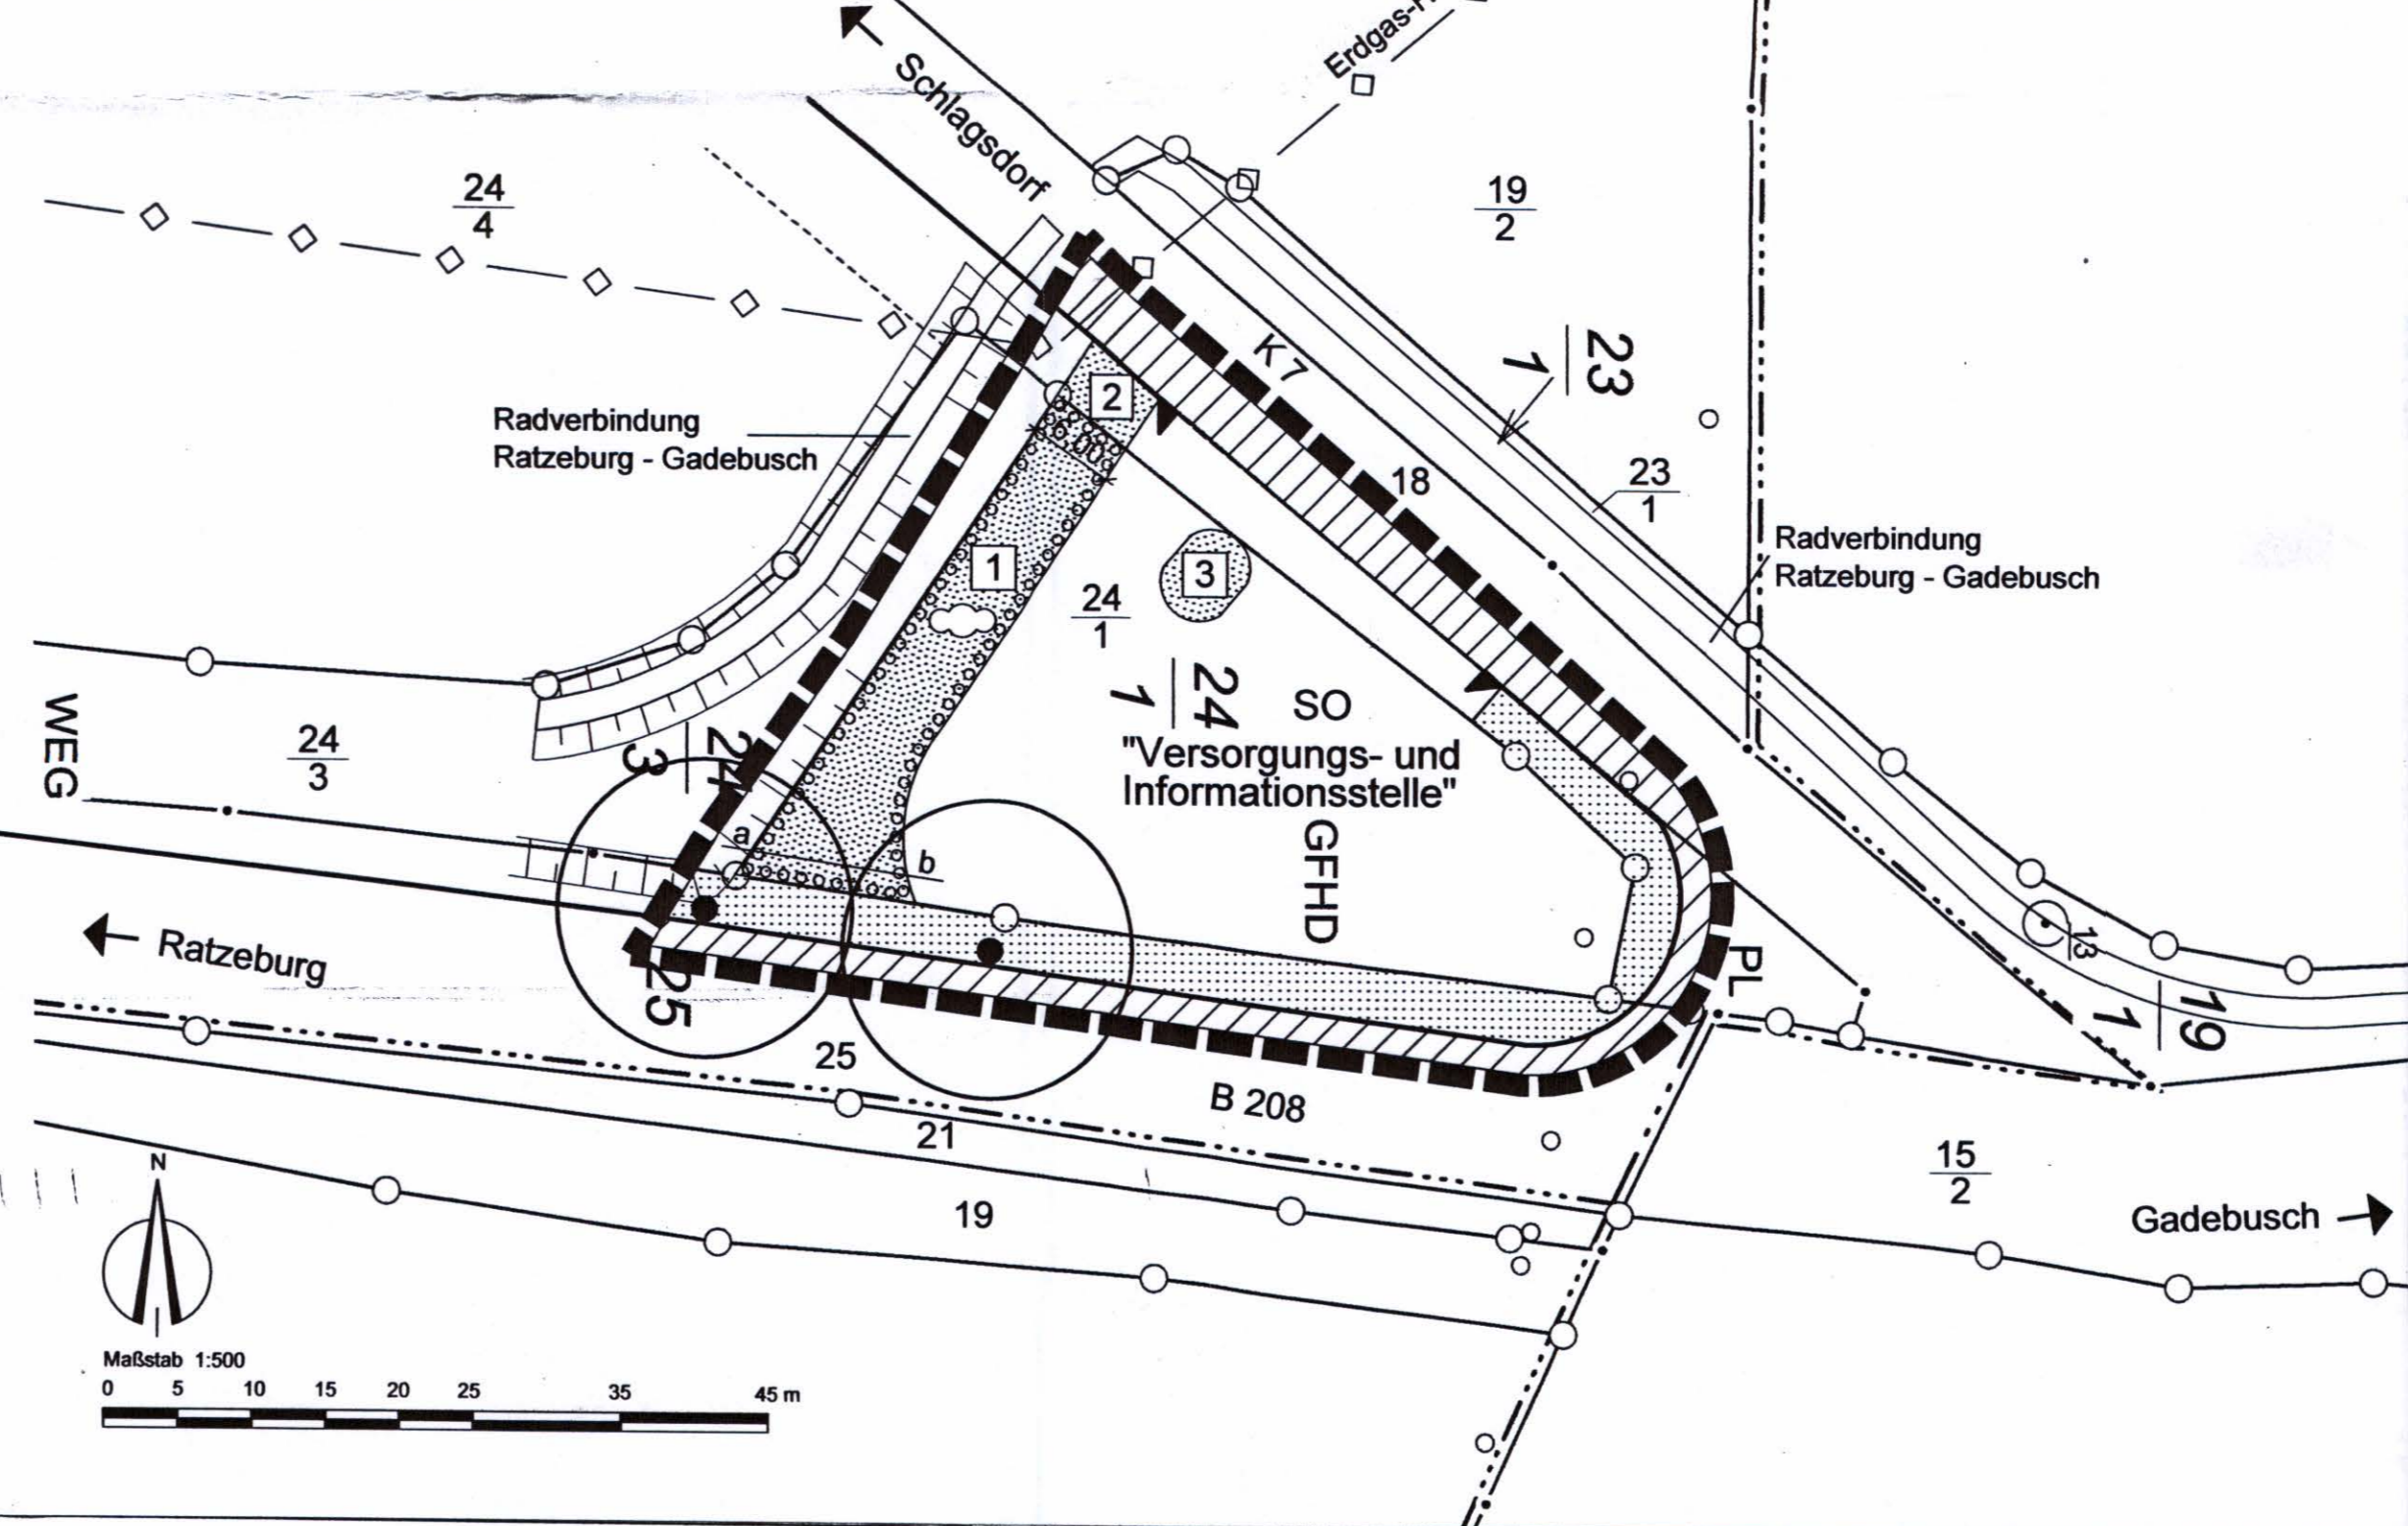 Schlagsdorf
24
4
19
2
K 7
23
1
2
Radverbindung
Ratzeburg - Gadebusch
6,00
18
23
1
Radverbindung
Ratzeburg - Gadebusch
1
3
24
1
24
1
SO
"Versorgungs- und
Informationsstelle"
GFHD
WEG
24
3
24
3
a
b
Ratzeburg
25
25
PL
13
19
1
B 208
21
19
15
2
Gadebusch
N
Maßstab 1:500
0 5 10 15 20 25 35 45 m